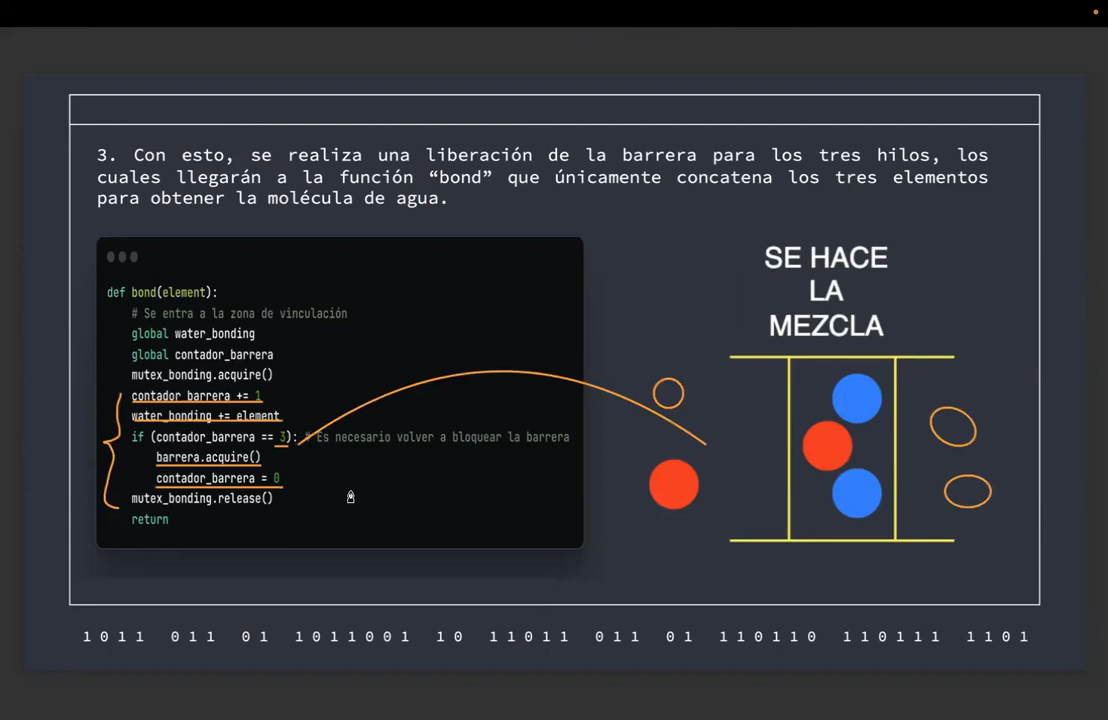 3. Con esto, se realiza una liberación de la barrera para los tres hilos, los
cuales llegarán a la función “bond” que únicamente concatena los tres elementos
para obtener la molécula de agua.
def bond(element):
# Se entra a la zona de vinculación
global water_bonding
global contador_barrera
mutex_bonding.acquire()
contador_barrera += 1
water_bonding += element
if (contador_barrera == 3): # Es necesario volver a bloquear la barrera
barrera.acquire()
contador_barrera = 0
mutex_bonding.release()
return
SE HACE
LA
MEZCLA
1011 011 01 1011001 10 11011 011 01 110110 110111 1101